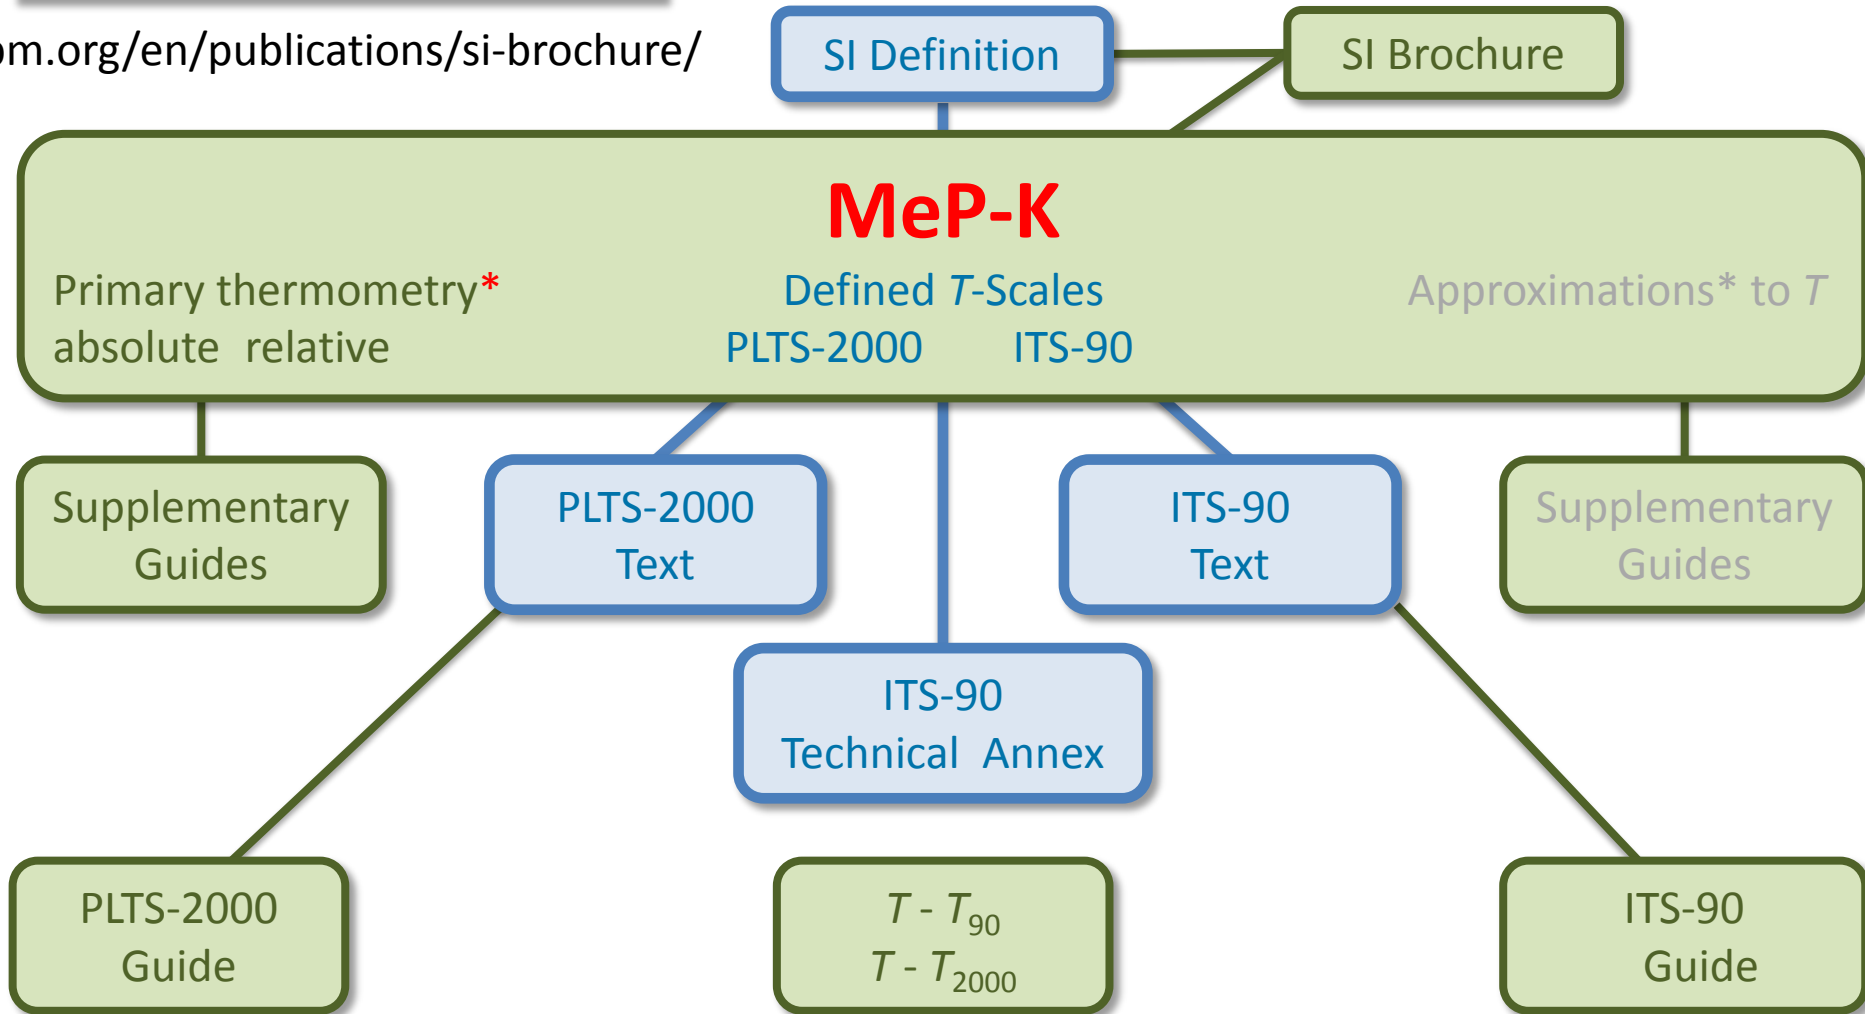 om.org/en/publications/si-brochure/
SI Definition
SI Brochure
MeP-K
Primary thermometry*
absolute relative
Defined T-Scales
PLTS-2000 ITS-90
Approximations* to T
Supplementary
Guides
PLTS-2000
Text
ITS-90
Text
Supplementary
Guides
ITS-90
Technical Annex
PLTS-2000
Guide
T - T90
T - T2000
ITS-90
Guide